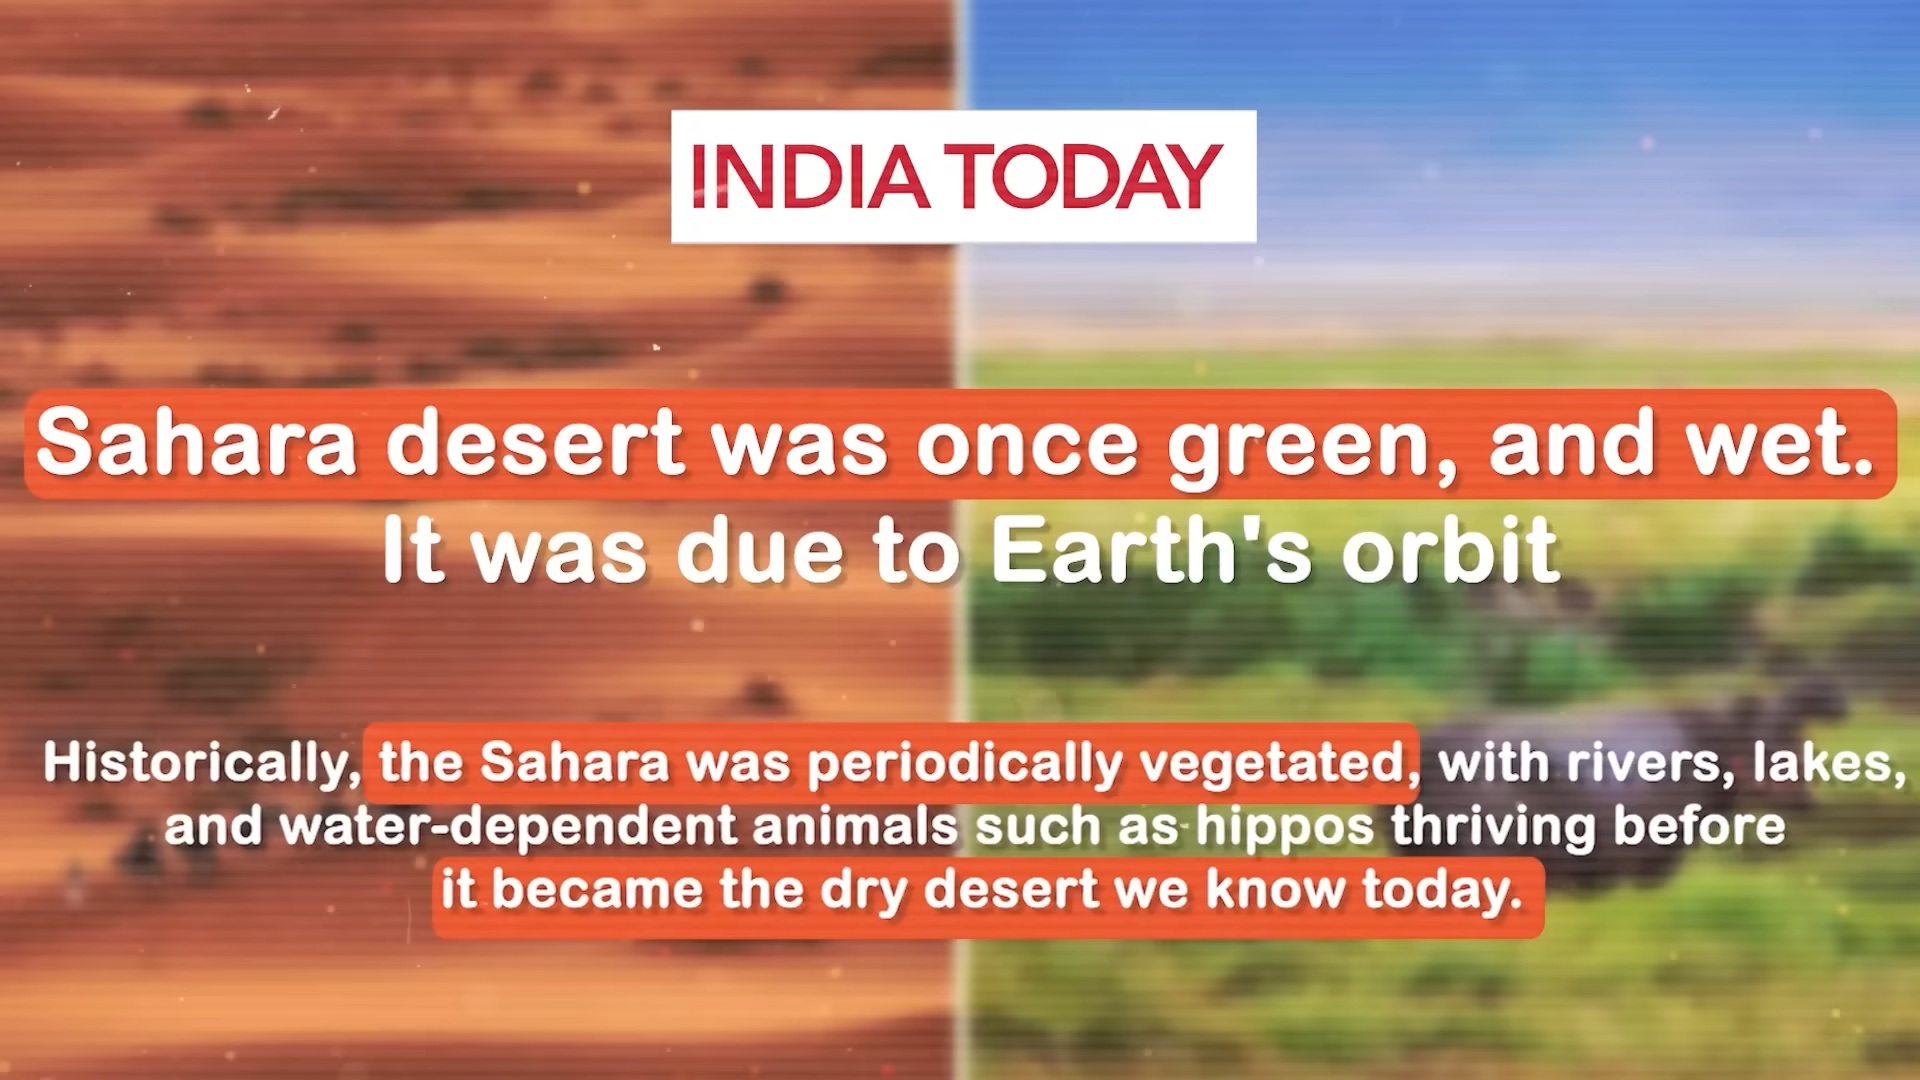 INDIA TODAY
Sahara desert was once green, and wet.
It was due to Earth's orbit
Historically, the Sahara was periodically vegetated, with rivers, lakes,
and water-dependent animals such as hippos thriving before
it became the dry desert we know today.